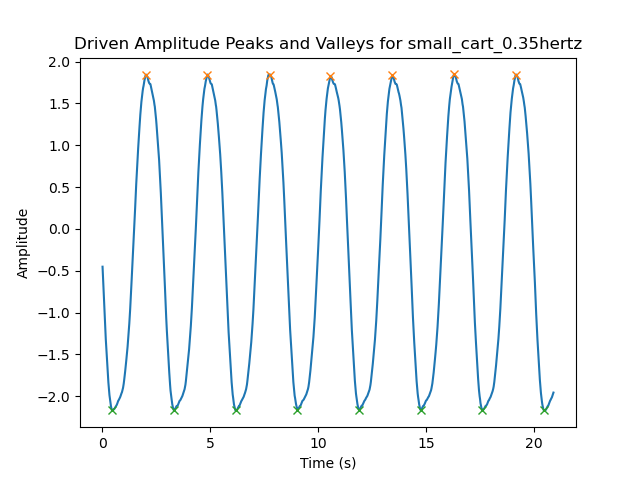 Driven Amplitude Peaks and Valleys for small_cart_0.35hertz
2.0
1.5
1.0
0.5
0.0
−0.5
−1.0
−1.5
−2.0
Amplitude
0 5 10 15 20
Time (s)